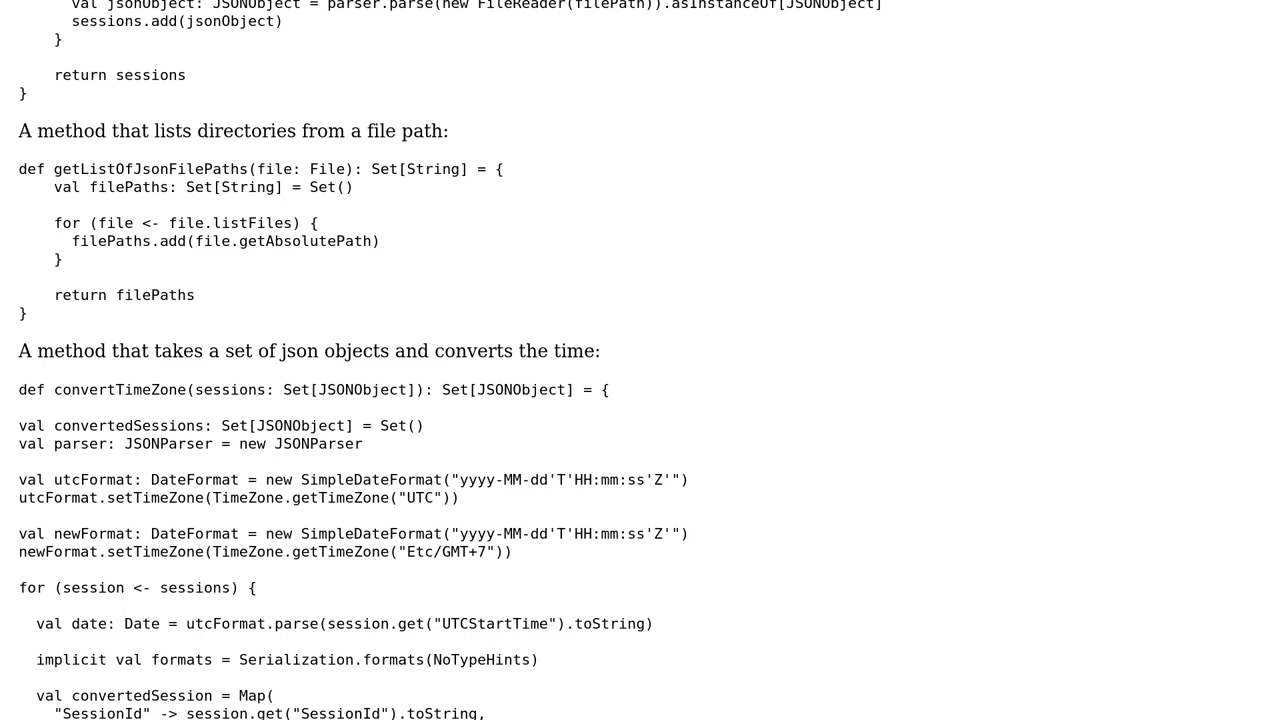 val jsonObject: JSONObject = parser.parse(new FileReader(filePath)).asInstanceOf[JSONObject]
      sessions.add(jsonObject)
    }

    return sessions
}
A method that lists directories from a file path:
def getListOfJsonFilePaths(file: File): Set[String] = {
    val filePaths: Set[String] = Set()

    for (file <- file.listFiles) {
      filePaths.add(file.getAbsolutePath)
    }

    return filePaths
}
A method that takes a set of json objects and converts the time:
def convertTimeZone(sessions: Set[JSONObject]): Set[JSONObject] = {

val convertedSessions: Set[JSONObject] = Set()
val parser: JSONParser = new JSONParser

val utcFormat: DateFormat = new SimpleDateFormat("yyyy-MM-dd'T'HH:mm:ss'Z'")
utcFormat.setTimeZone(TimeZone.getTimeZone("UTC"))

val newFormat: DateFormat = new SimpleDateFormat("yyyy-MM-dd'T'HH:mm:ss'Z'")
newFormat.setTimeZone(TimeZone.getTimeZone("Etc/GMT+7"))

for (session <- sessions) {

  val date: Date = utcFormat.parse(session.get("UTCStartTime").toString)

  implicit val formats = Serialization.formats(NoTypeHints)

  val convertedSession = Map(
    "SessionId" -> session.get("SessionId").toString,